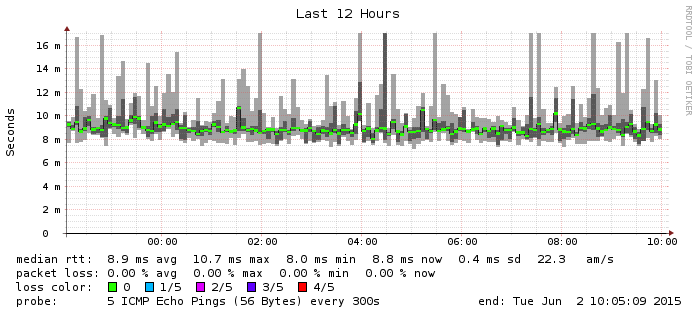 Last 12 Hours
RRDTOOL / TOBI OETIKER
Seconds
16 m
14 m
12 m
10 m
8 m
6 m
4 m
2 m
0
00:00 02:00 04:00 06:00 08:00 10:00
median rtt: 8.9 ms avg 10.7 ms max 8.0 ms min 8.8 ms now 0.4 ms sd 22.3 am/s
packet loss: 0.00 % avg 0.00 % max 0.00 % min 0.00 % now
loss color: 0 1/5 2/5 3/5 4/5
probe: 5 ICMP Echo Pings (56 Bytes) every 300s end: Tue Jun 2 10:05:09 2015